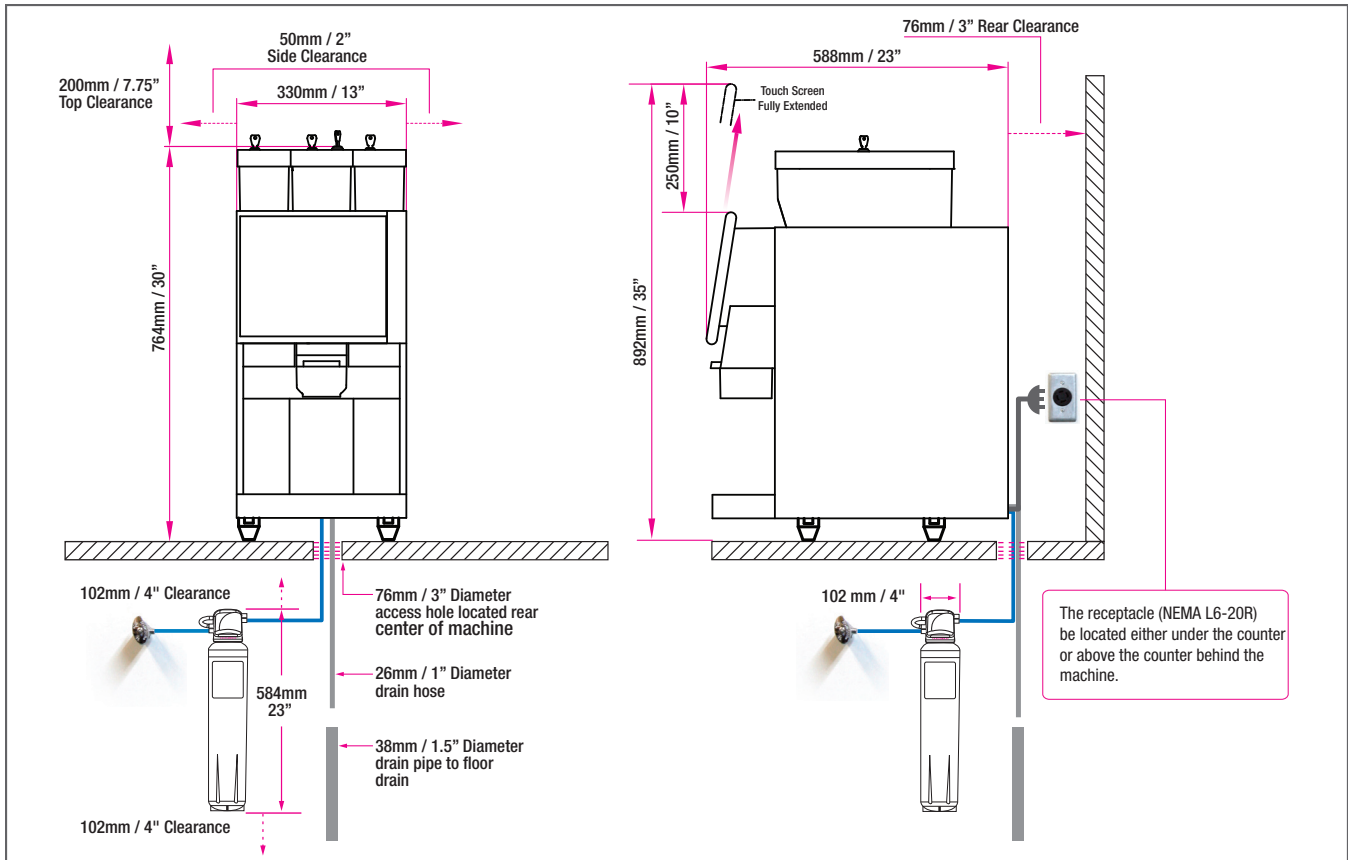 50mm / 2”
Side Clearance
200mm / 7.75”
Top Clearance
330mm / 13”
764mm / 30”
76mm / 3” Rear Clearance
588mm / 23”
Touch Screen
Fully Extended
250mm / 10”
892mm / 35”
102mm / 4" Clearance
584mm
23”
102mm / 4" Clearance
76mm / 3” Diameter
access hole located rear
center of machine
26mm / 1” Diameter
drain hose
38mm / 1.5” Diameter
drain pipe to floor
drain
102 mm / 4"
The receptacle (NEMA L6-20R)
be located either under the counter
or above the counter behind the
machine.